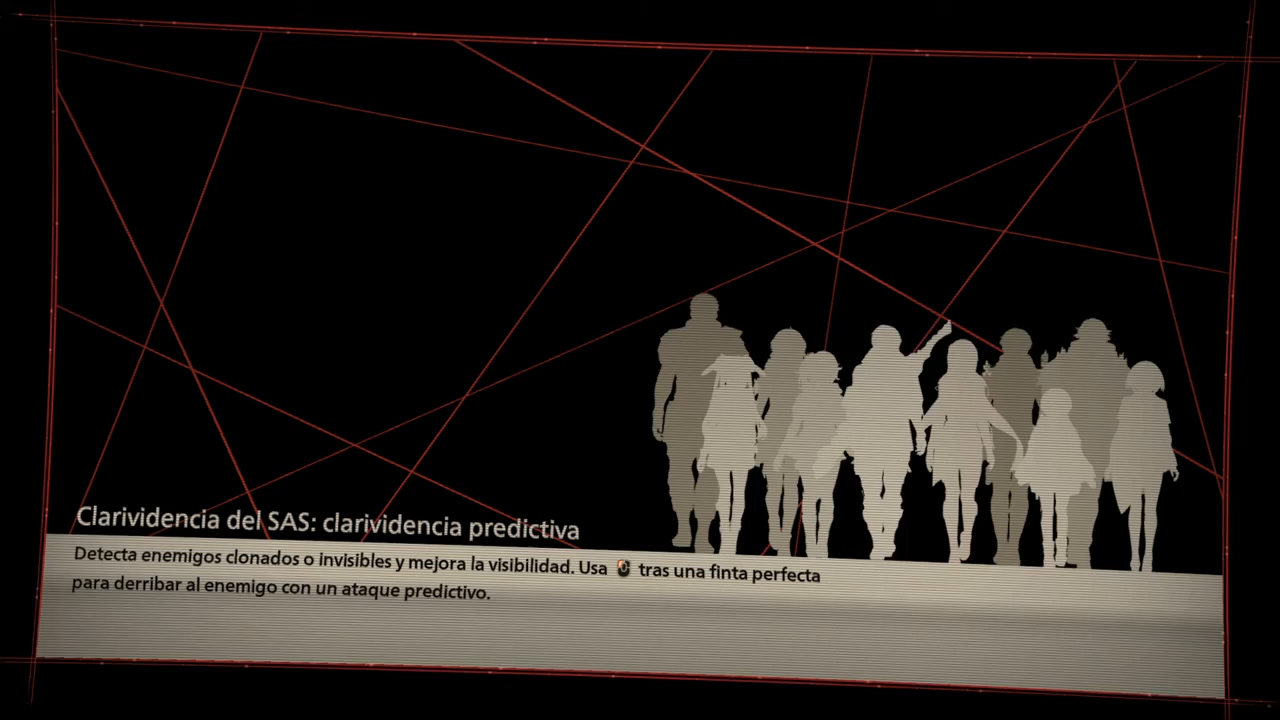 Clarividencia del SAS: clarividencia predictiva
Detecta enemigos clonados o invisibles y mejora la visibilidad. Usa tras una finta perfecta
para derribar al enemigo con un ataque predictivo.